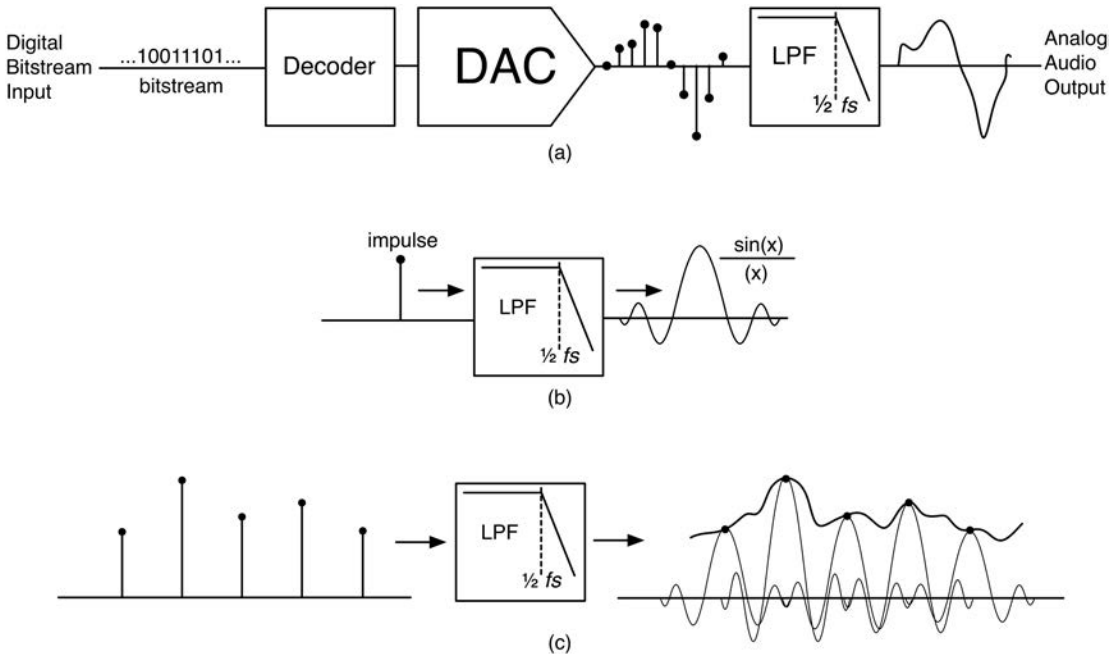 Digital
Bitstream
Input
...10011101...
bitstream
Decoder
DAC
LPF
½ fs
Analog
Audio
Output
(a)
impulse
LPF
½ fs
sin(x)
(x)
(b)
LPF
½ fs
(c)